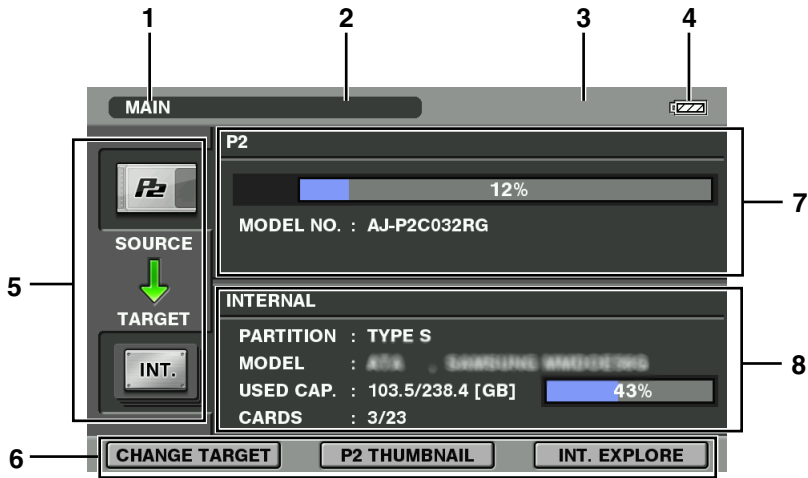 1 2 3 4
MAIN
P2
12%
MODEL NO. : AJ-P2C032RG
7
P2
SOURCE
5
TARGET
INT.
INTERNAL
PARTITION : TYPE S
MODEL :
USED CAP. : 103.5/238.4 [GB] 43%
CARDS : 3/23
8
6
CHANGE TARGET P2 THUMBNAIL INT. EXPLORE